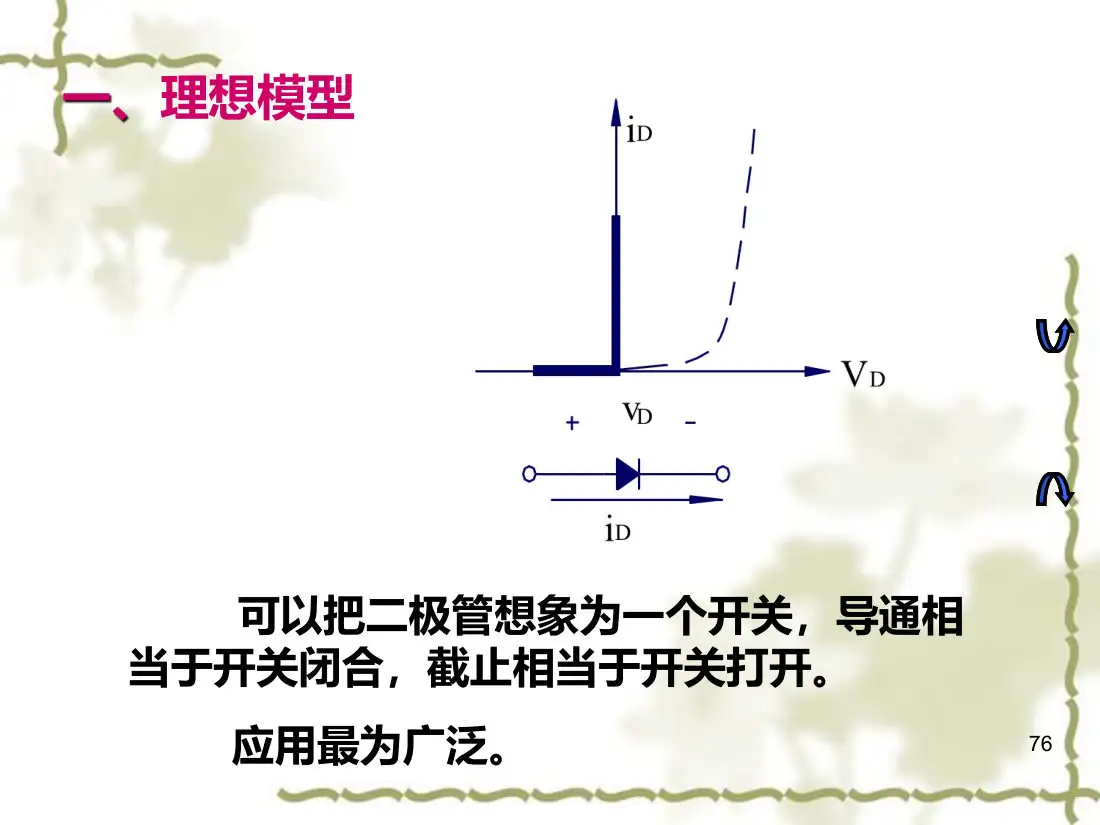 一、理想模型
iD
VD
+ vD -
iD
可以把二极管想象为一个开关，导通相
当于开关闭合，截止相当于开关打开。
应用最为广泛。
76